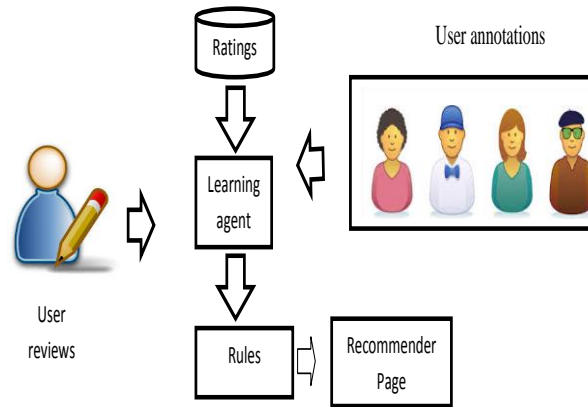 Ratings
User annotations
Learning
agent
User
reviews
Rules
Recommender
Page